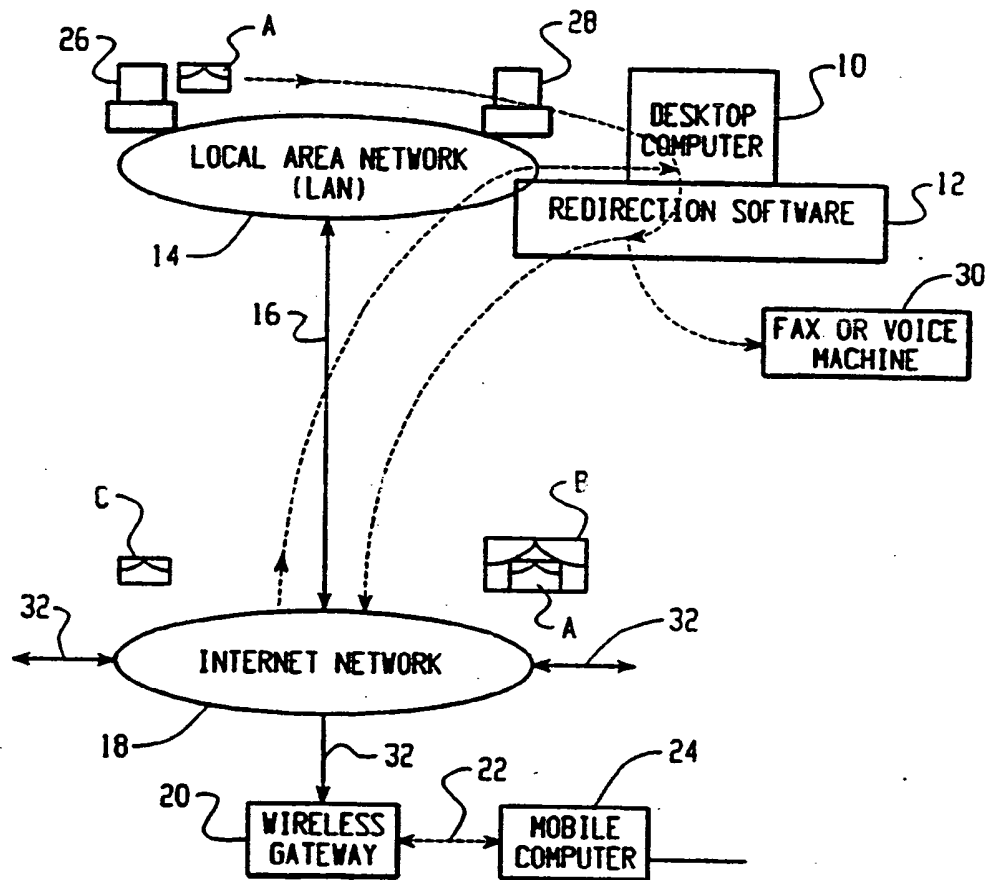 26
A
28
10
DESKTOP
COMPUTER
LOCAL AREA NETWORK
(LAN)
12
REDIRECTION SOFTWARE
14
16
30
FAX OR VOICE
MACHINE
C
B
A
32
32
INTERNET NETWORK
18
32
22
24
20
WIRELESS
GATEWAY
MOBILE
COMPUTER